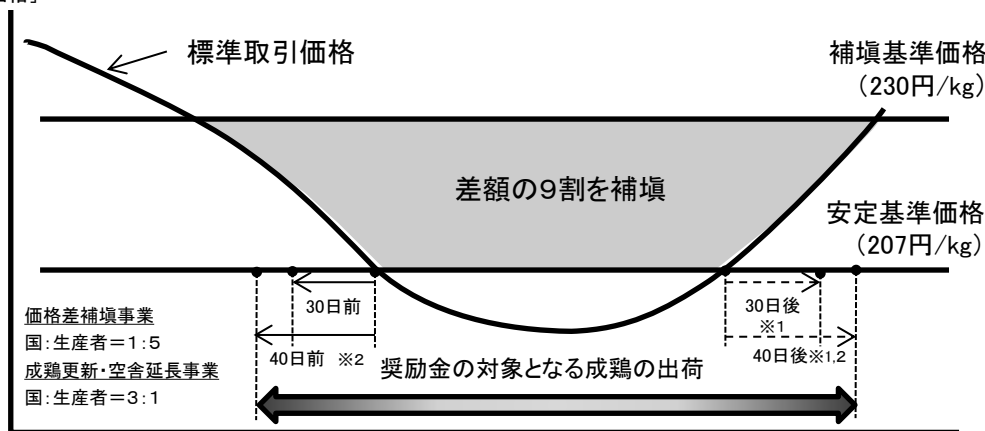 標準取引価格
補塡基準価格
（230円/kg）
差額の９割を補塡
安定基準価格
（207円/kg）
30日前
40日前 ※2
30日後
※1
40日後※1,2
価格差補塡事業
国：生産者＝1：5
成鶏更新・空舎延長事業
国：生産者＝3：1
奨励金の対象となる成鶏の出荷